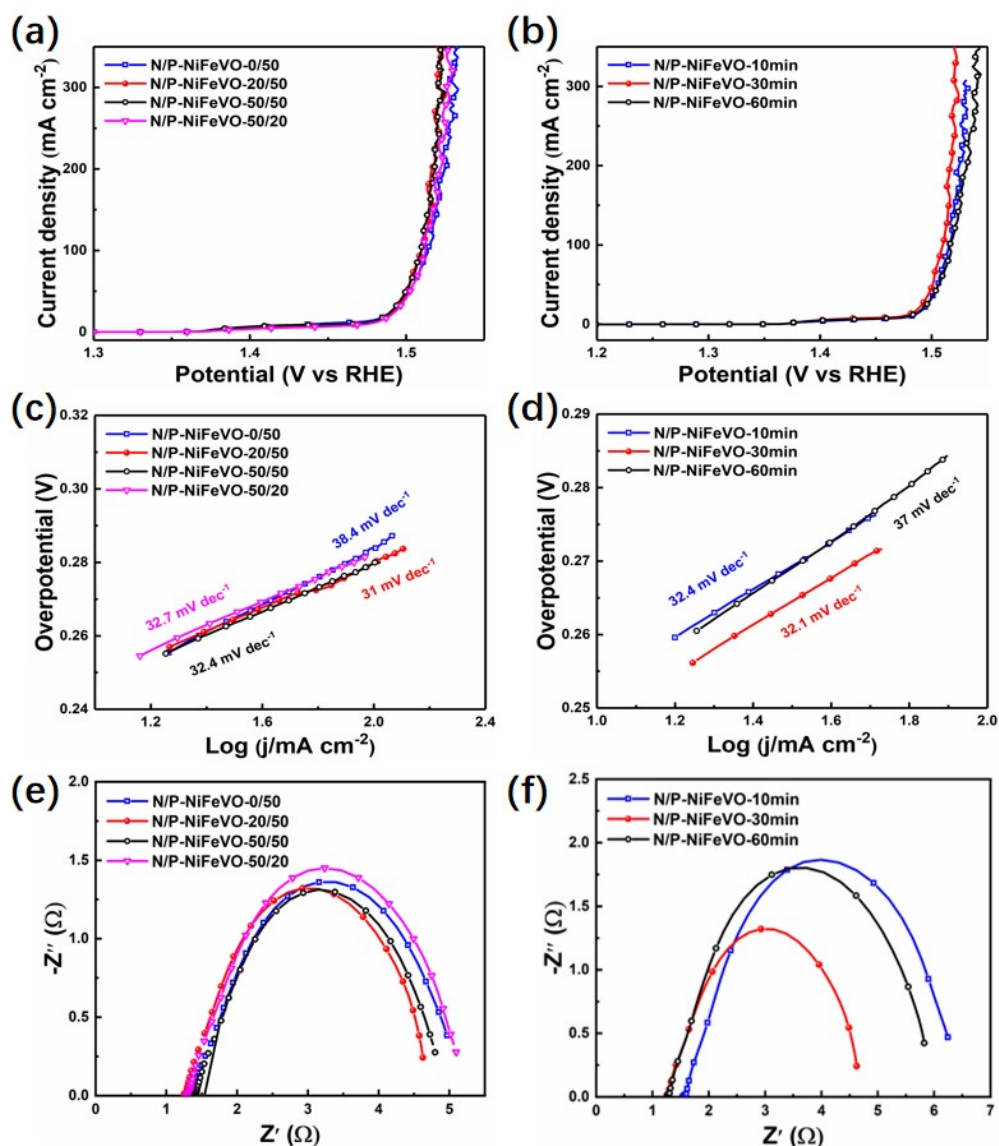 (a)
N/P-NiFeVO-0/50
N/P-NiFeVO-20/50
N/P-NiFeVO-50/50
N/P-NiFeVO-50/20
Current density (mA cm⁻²)
300
200
100
0
1.3
1.4
1.5
Potential (V vs RHE)
(b)
N/P-NiFeVO-10min
N/P-NiFeVO-30min
N/P-NiFeVO-60min
Current density (mA cm⁻²)
300
200
100
0
1.2
1.3
1.4
1.5
Potential (V vs RHE)
(c)
N/P-NiFeVO-0/50
N/P-NiFeVO-20/50
N/P-NiFeVO-50/50
N/P-NiFeVO-50/20
Overpotential (V)
0.32
0.30
0.28
0.26
0.24
38.4 mV dec⁻¹
31 mV dec⁻¹
32.7 mV dec⁻¹
32.4 mV dec⁻¹
1.2
1.6
2.0
2.4
Log (j/mA cm⁻²)
(d)
N/P-NiFeVO-10min
N/P-NiFeVO-30min
N/P-NiFeVO-60min
Overpotential (V)
0.29
0.28
0.27
0.26
0.25
37 mV dec⁻¹
32.4 mV dec⁻¹
32.1 mV dec⁻¹
1.0
1.2
1.4
1.6
1.8
2.0
Log (j/mA cm⁻²)
(e)
N/P-NiFeVO-0/50
N/P-NiFeVO-20/50
N/P-NiFeVO-50/50
N/P-NiFeVO-50/20
-Z″ (Ω)
2.0
1.5
1.0
0.5
0.0
0
1
2
3
4
5
Z′ (Ω)
(f)
N/P-NiFeVO-10min
N/P-NiFeVO-30min
N/P-NiFeVO-60min
-Z″ (Ω)
2.5
2.0
1.5
1.0
0.5
0.0
0
1
2
3
4
5
6
7
Z′ (Ω)